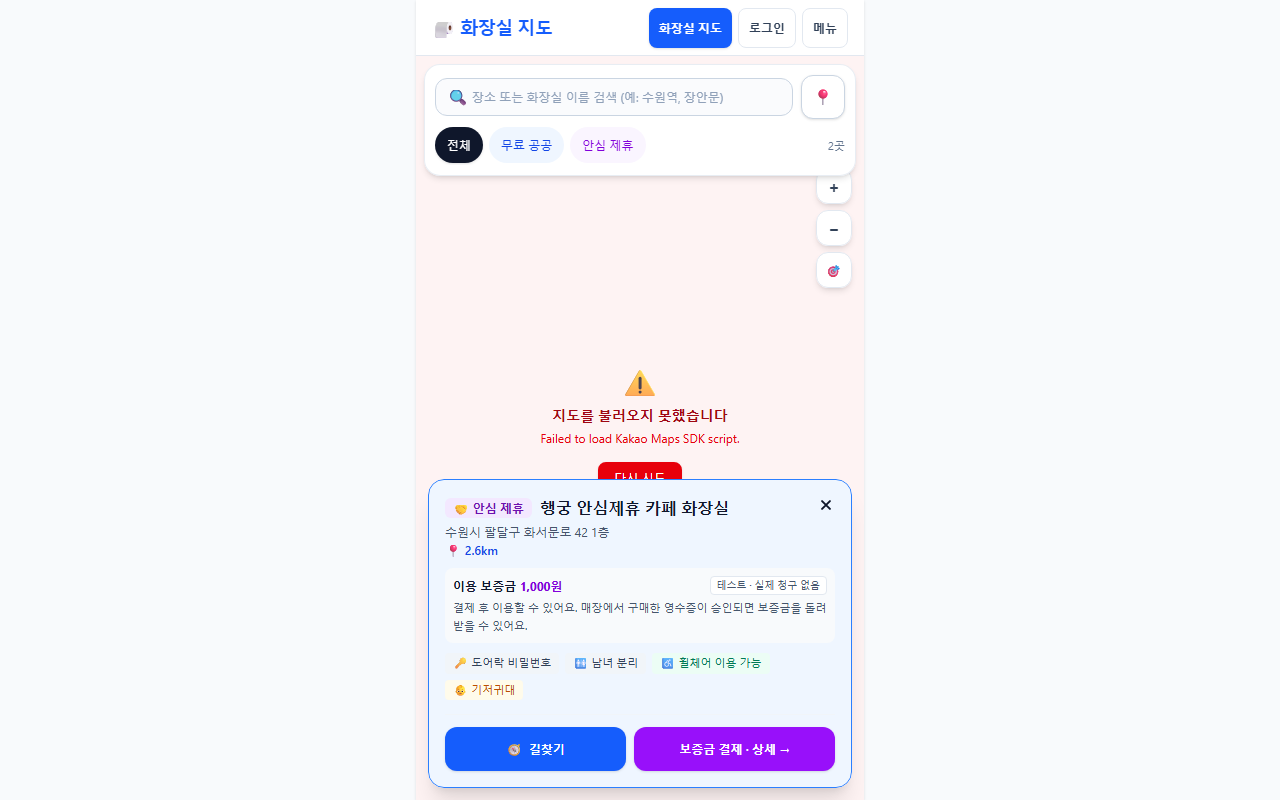 화장실 지도
화장실 지도
로그인
메뉴
장소 또는 화장실 이름 검색 (예: 수원역, 장안문)
전체
무료 공공
안심 제휴
2곳
+
−
지도를 불러오지 못했습니다
Failed to load Kakao Maps SDK script.
안심 제휴 행궁 안심제휴 카페 화장실
수원시 팔달구 화서문로 42 1층
2.6km
이용 보증금 1,000원
테스트 · 실제 청구 없음
결제 후 이용할 수 있어요. 매장에서 구매한 영수증이 승인되면 보증금을 돌려
받을 수 있어요.
도어락 비밀번호
남녀 분리
휠체어 이용 가능
기저귀대
길찾기
보증금 결제 · 상세 →